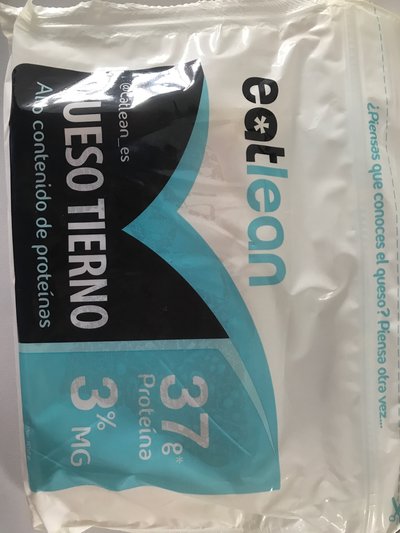 ¿Piensas que conoces el queso? Piensa otra vez...
eatlean
@eatlean_es
QUESO TIERNO
Alto contenido de proteínas
37g*
Proteína
3%
MG